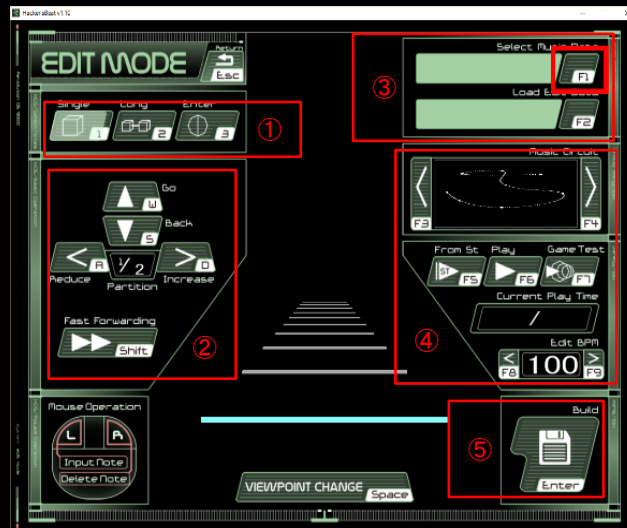 HackersBeat v1.10
EDIT MODE
Return
Esc
Single
Long
Enter
1
2
3
①
Go
W
Back
S
A
1/2
D
Reduce
Partition
Increase
Fast Forwarding
Shift
②
Mouse Operation
L
R
Input Note
Delete Note
VIEWPOINT CHANGE
Space
Select Music Data
F1
③
Load Edit Data
F2
Music Circuit
F3
F4
From St
Play
Game Test
ST
F5
F6
F7
Current Play Time
/
④
Edit BPM
<
100
>
F8
F9
Build
⑤
Enter